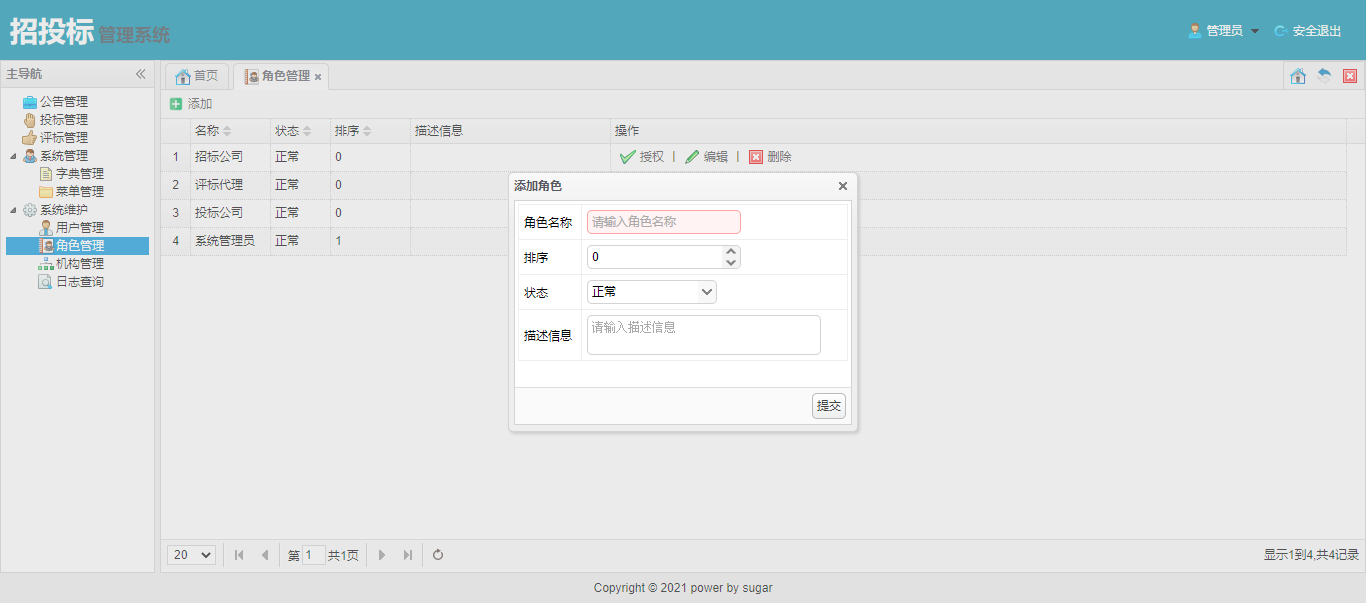 招投标 管理系统
管理员 安全退出
主导航
首页 角色管理
公告管理
投标管理
评标管理
系统管理
字典管理
菜单管理
系统维护
用户管理
角色管理
机构管理
日志查询
添加
名称 状态 排序 描述信息 操作
1 招标公司 正常 0 授权 | 编辑 | 删除
2 评标代理 正常 0
3 投标公司 正常 0
4 系统管理员 正常 1
添加角色
角色名称 请输入角色名称
排序 0
状态 正常
描述信息 请输入描述信息
提交
20 第 1 共1页 显示1到4,共4记录
Copyright © 2021 power by sugar